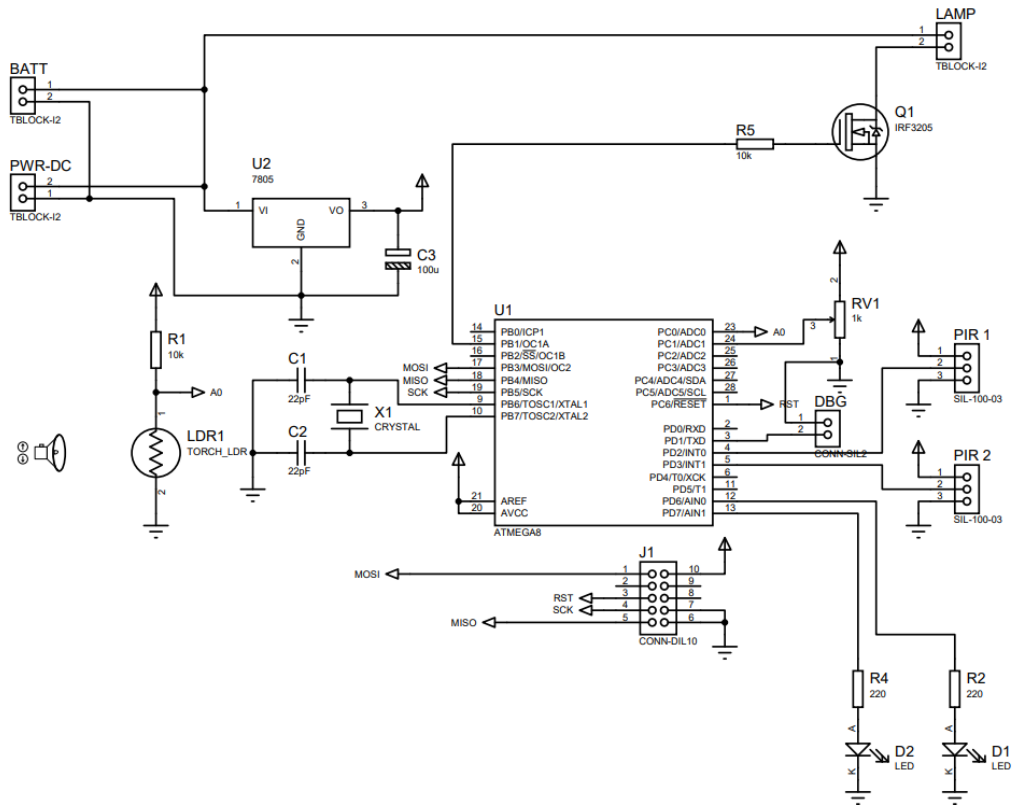 LAMP
1
2
TBLOCK-I2
BATT
1
2
TBLOCK-I2
Q1
IRF3205
R5
10k
PWR-DC
2
1
TBLOCK-I2
U2
7805
1
VI
VO
3
GND
2
C3
100u
R1
10k
A0
1
LDR1
TORCH_LDR
2
C1
22pF
X1
CRYSTAL
C2
22pF
U1
14 PB0/ICP1
15 PB1/OC1A
16 PB2/SS/OC1B
MOSI 17 PB3/MOSI/OC2
MISO 18 PB4/MISO
SCK 19 PB5/SCK
9 PB6/TOSC1/XTAL1
10 PB7/TOSC2/XTAL2
21 AREF
20 AVCC
PC0/ADC0 23 A0
PC1/ADC1 24
PC2/ADC2 25
PC3/ADC3 26
PC4/ADC4/SDA 27
PC5/ADC5/SCL 28
PC6/RESET 1 RST
PD0/RXD 2
PD1/TXD 3
PD2/INT0 4
PD3/INT1 5
PD4/T0/XCK 6
PD5/T1 11
PD6/AIN0 12
PD7/AIN1 13
ATMEGA8
2
RV1
1k
3
1
DBG
1
2
CONN-SIL2
PIR 1
1
2
3
SIL-100-03
PIR 2
1
2
3
SIL-100-03
J1
MOSI 1 10
2 9
RST 3 8
SCK 4 7
MISO 5 6
CONN-DIL10
R4
220
R2
220
A
D2
LED
K
A
D1
LED
K